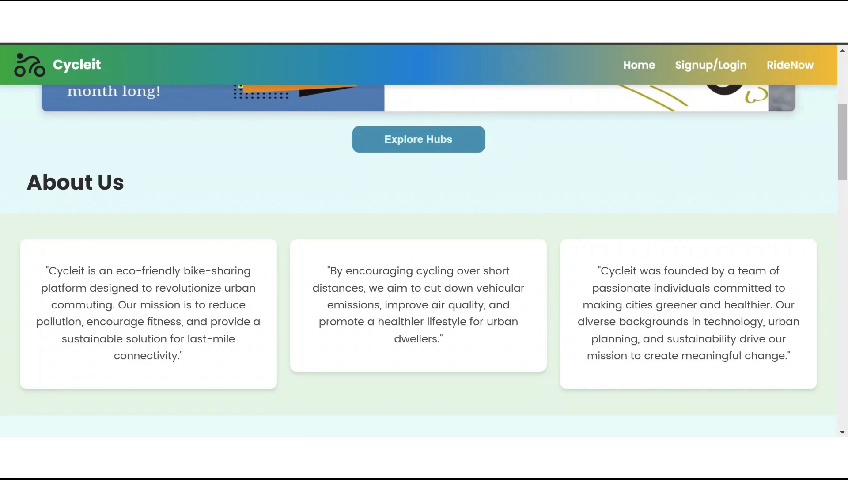 Cycleit
Home
Signup/Login
RideNow
month long!
Explore Hubs
About Us
"Cycleit is an eco-friendly bike-sharing
platform designed to revolutionize urban
commuting. Our mission is to reduce
pollution, encourage fitness, and provide a
sustainable solution for last-mile
connectivity."
"By encouraging cycling over short
distances, we aim to cut down vehicular
emissions, improve air quality, and
promote a healthier lifestyle for urban
dwellers."
"Cycleit was founded by a team of
passionate individuals committed to
making cities greener and healthier. Our
diverse backgrounds in technology, urban
planning, and sustainability drive our
mission to create meaningful change."